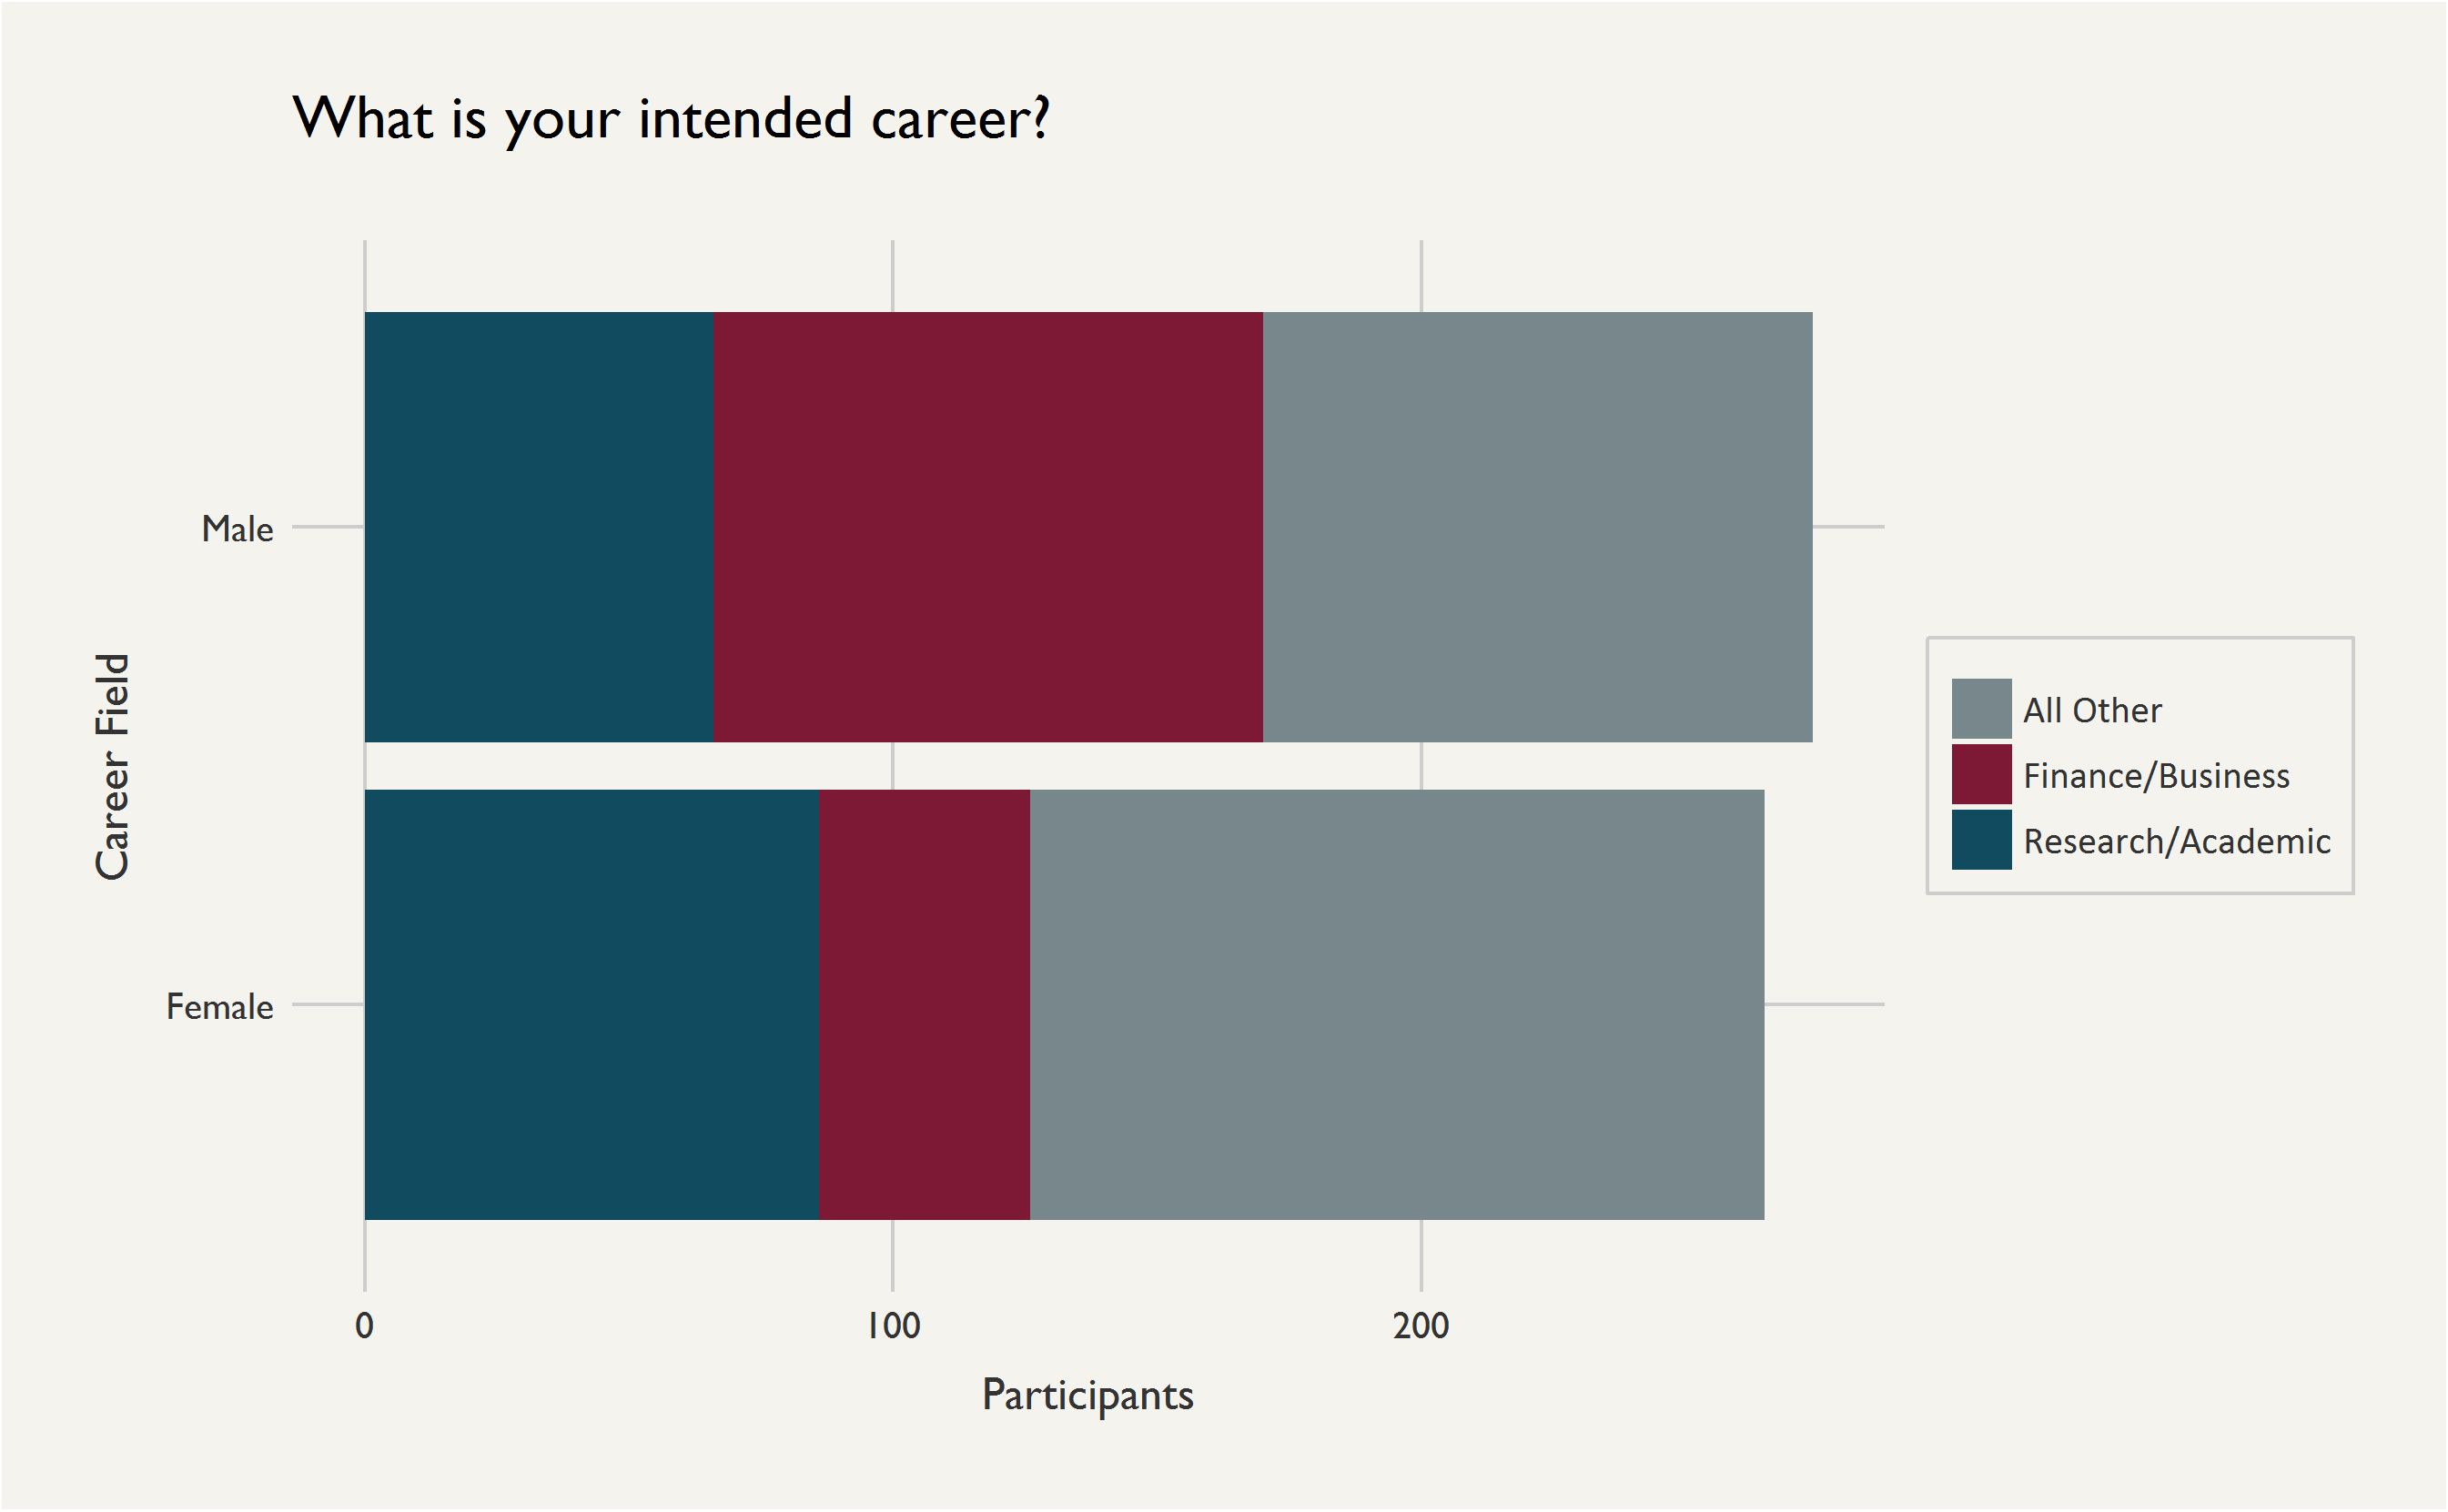 What is your intended career?
Male
Female
Career Field
0
100
200
Participants
All Other
Finance/Business
Research/Academic